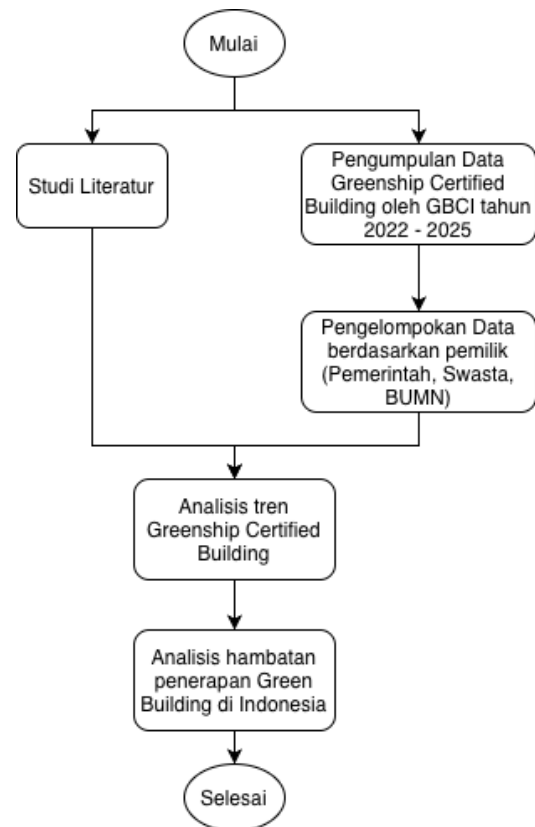 Mulai
Studi Literatur
Pengumpulan Data
Greenship Certified
Building oleh GBCI tahun
2022 - 2025
Pengelompokan Data
berdasarkan pemilik
(Pemerintah, Swasta,
BUMN)
Analisis tren
Greenship Certified
Building
Analisis hambatan
penerapan Green
Building di Indonesia
Selesai